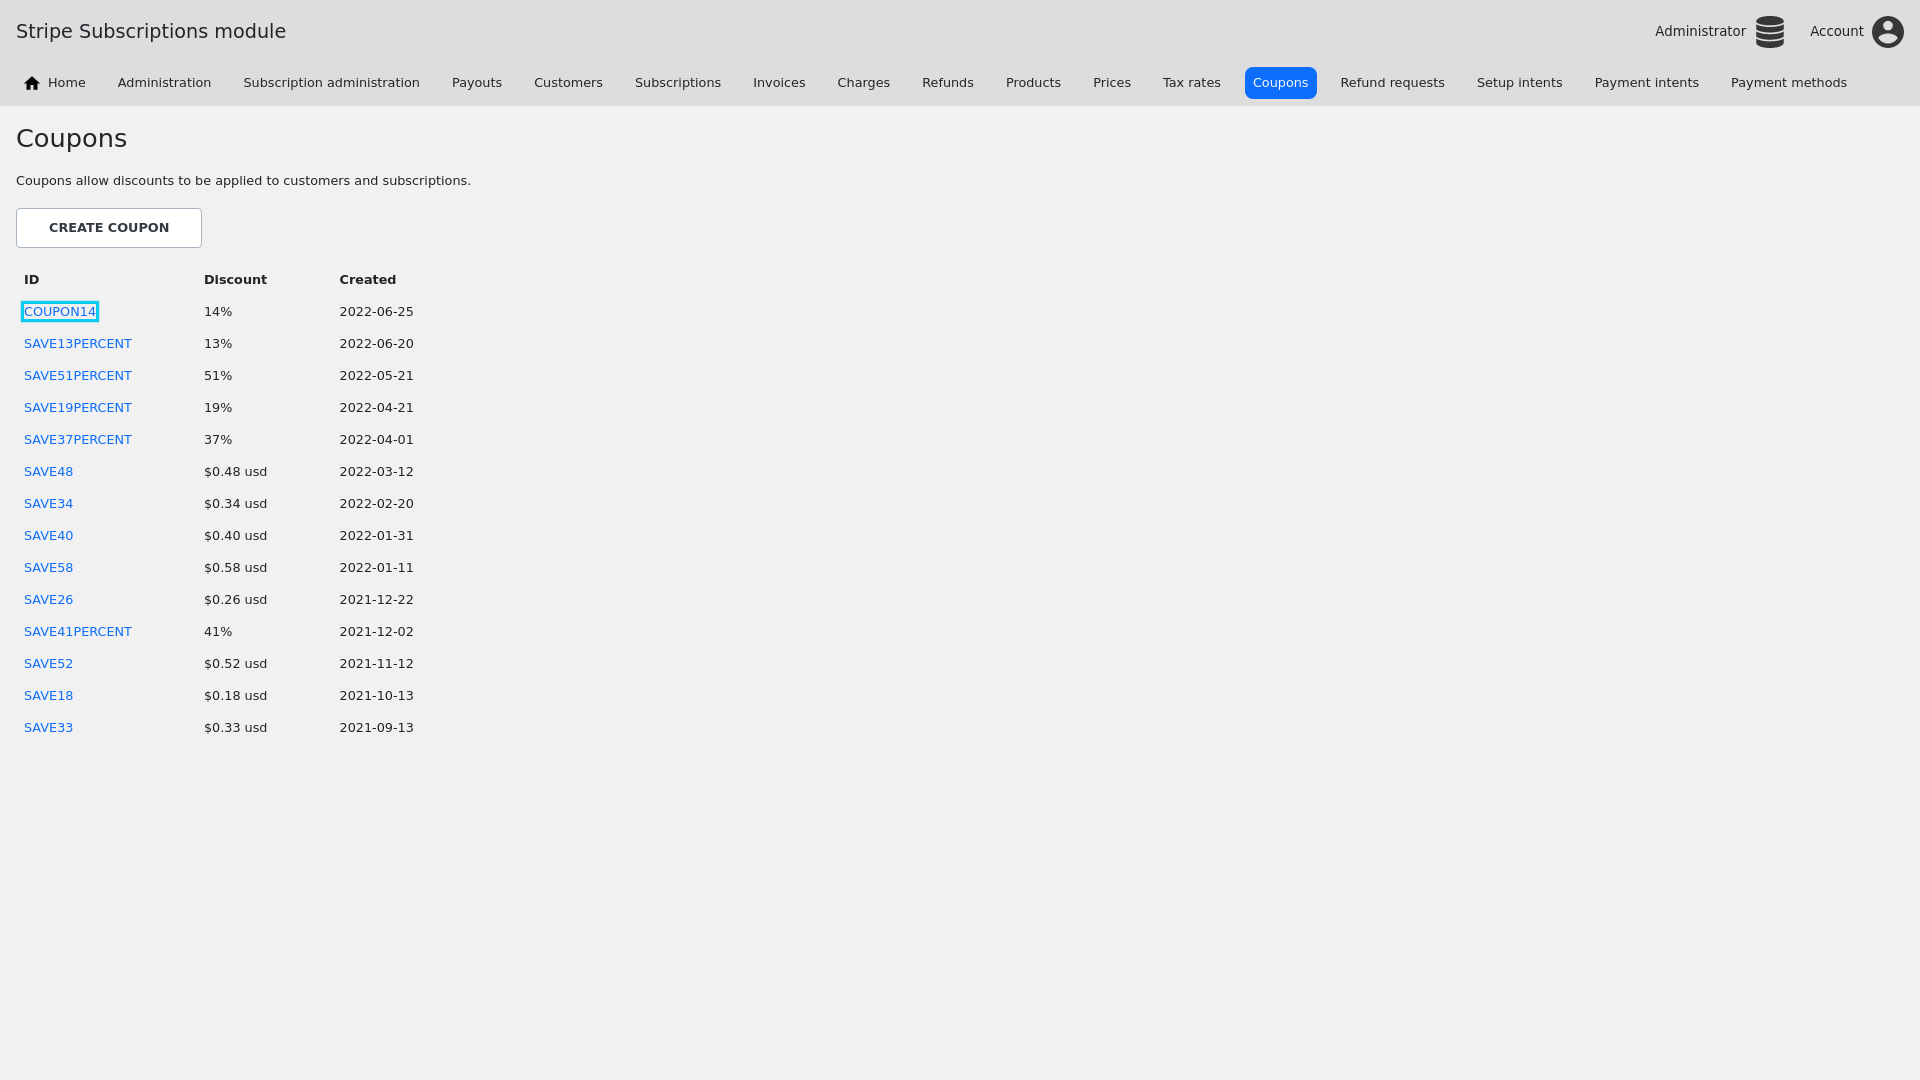 Stripe Subscriptions module
Administrator
Account
Home Administration Subscription administration Payouts Customers Subscriptions Invoices Charges Refunds Products Prices Tax rates Coupons Refund requests Setup intents Payment intents Payment methods
Coupons
Coupons allow discounts to be applied to customers and subscriptions.
CREATE COUPON
ID Discount Created
COUPON14 14% 2022-06-25
SAVE13PERCENT 13% 2022-06-20
SAVE51PERCENT 51% 2022-05-21
SAVE19PERCENT 19% 2022-04-21
SAVE37PERCENT 37% 2022-04-01
SAVE48 $0.48 usd 2022-03-12
SAVE34 $0.34 usd 2022-02-20
SAVE40 $0.40 usd 2022-01-31
SAVE58 $0.58 usd 2022-01-11
SAVE26 $0.26 usd 2021-12-22
SAVE41PERCENT 41% 2021-12-02
SAVE52 $0.52 usd 2021-11-12
SAVE18 $0.18 usd 2021-10-13
SAVE33 $0.33 usd 2021-09-13